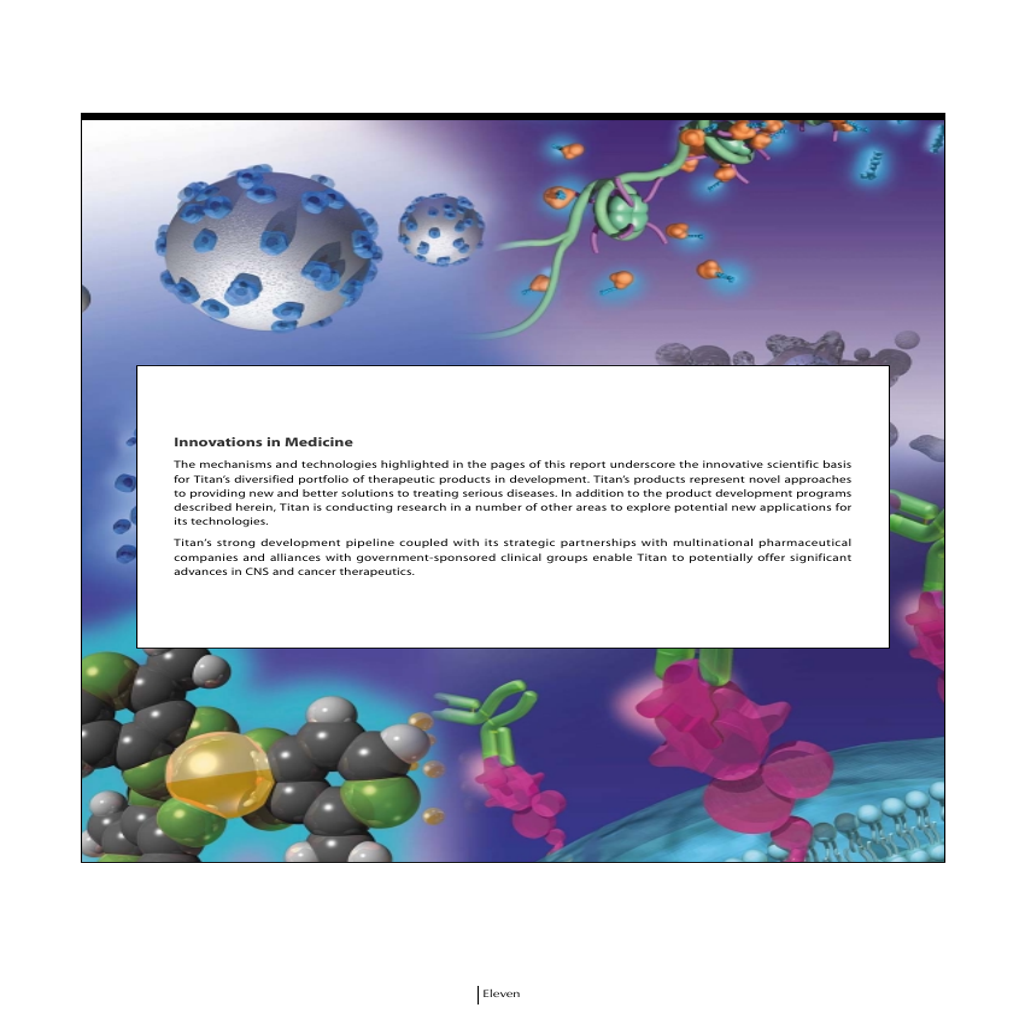 Innovations in Medicine
The mechanisms and technologies highlighted in the pages of this report underscore the innovative scientific basis
for Titan’s diversified portfolio of therapeutic products in development. Titan’s products represent novel approaches
to providing new and better solutions to treating serious diseases. In addition to the product development programs
described herein, Titan is conducting research in a number of other areas to explore potential new applications for
its technologies.
Titan’s strong development pipeline coupled with its strategic partnerships with multinational pharmaceutical
companies and alliances with government-sponsored clinical groups enable Titan to potentially offer significant
advances in CNS and cancer therapeutics.
Eleven